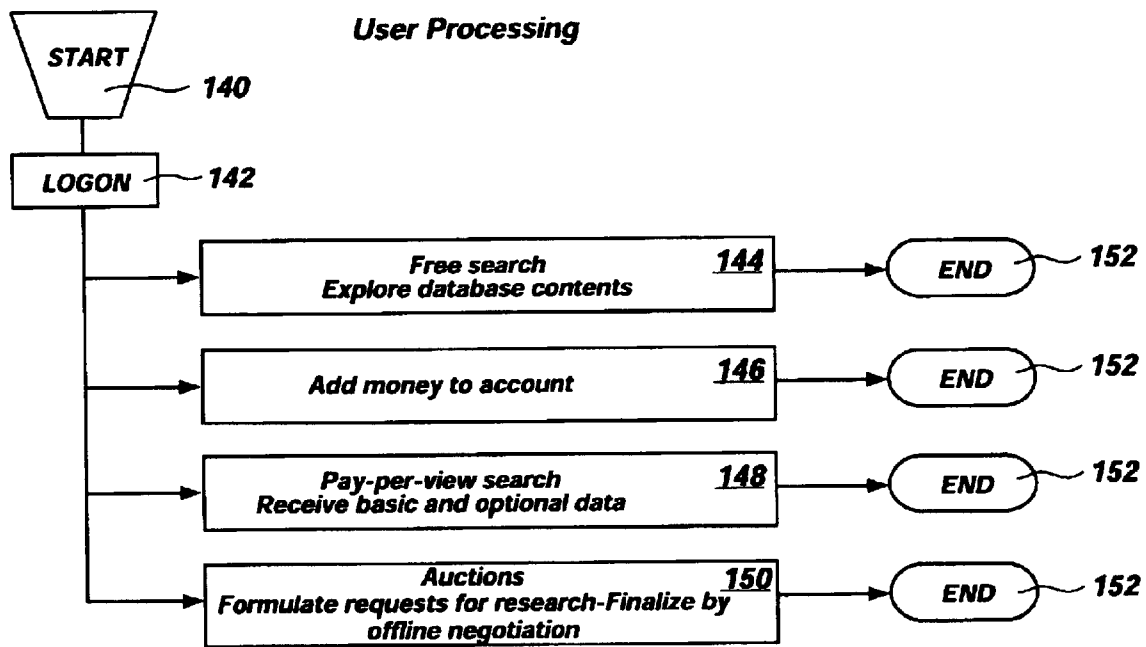 User Processing
START
140
LOGON
142
Free search
Explore database contents
144
END
152
Add money to account
146
END
152
Pay-per-view search
Receive basic and optional data
148
END
152
Auctions
Formulate requests for research-Finalize by
offline negotiation
150
END
152